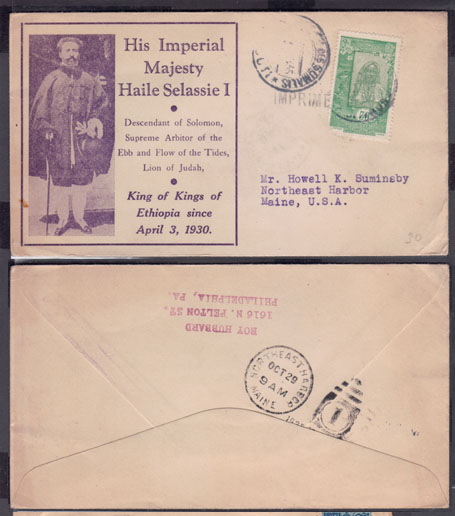 His Imperial
Majesty
Haile Selassie I
Descendant of Solomon,
Supreme Arbitor of the
Ebb and Flow of the Tides,
Lion of Judah,
King of Kings of
Ethiopia since
April 3, 1930.
SOMALIS
IMPRIME
Mr. Howell K. Suminsby
Northeast Harbor
Maine, U.S.A.
ROY HUBBARD
1616 N. FELTON ST.
PHILADELPHIA, PA.
NORTHEAST HARBOR
OCT 29
9 AM
MAINE
1